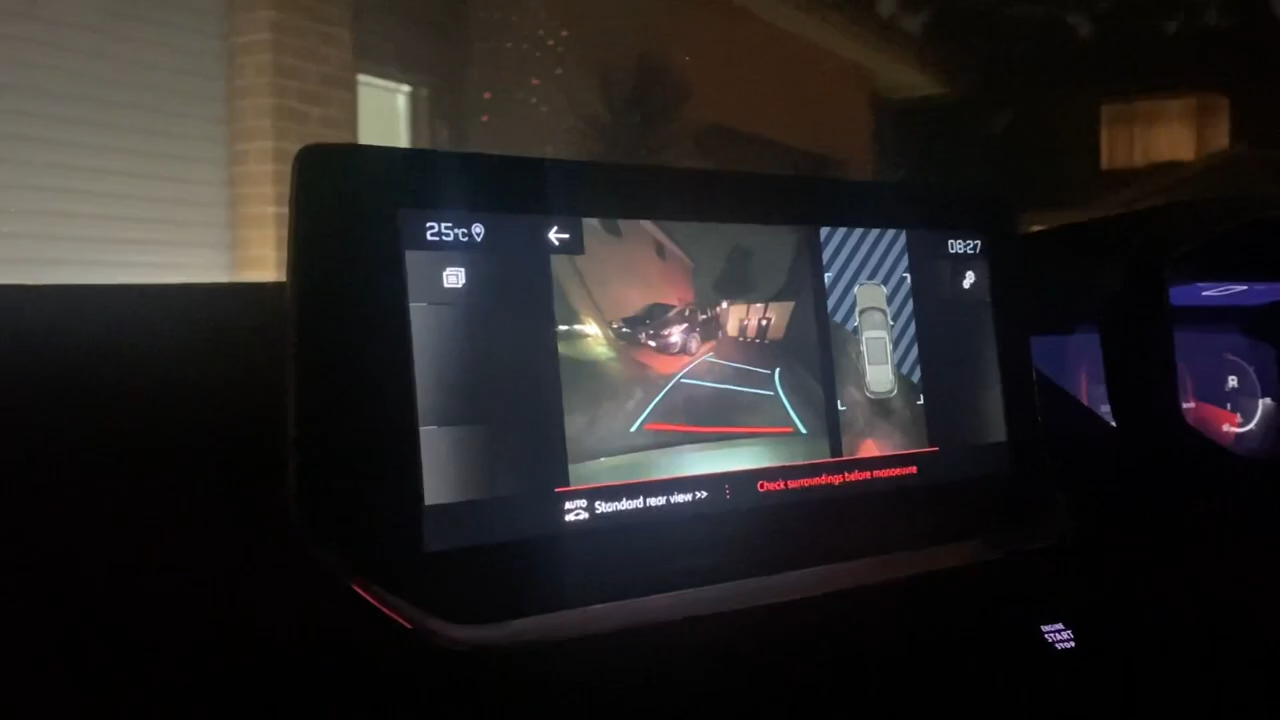 25°C
08:27
AUTO
Standard rear view >>
Check surroundings before manoeuvre
R
ENGINE
START
STOP